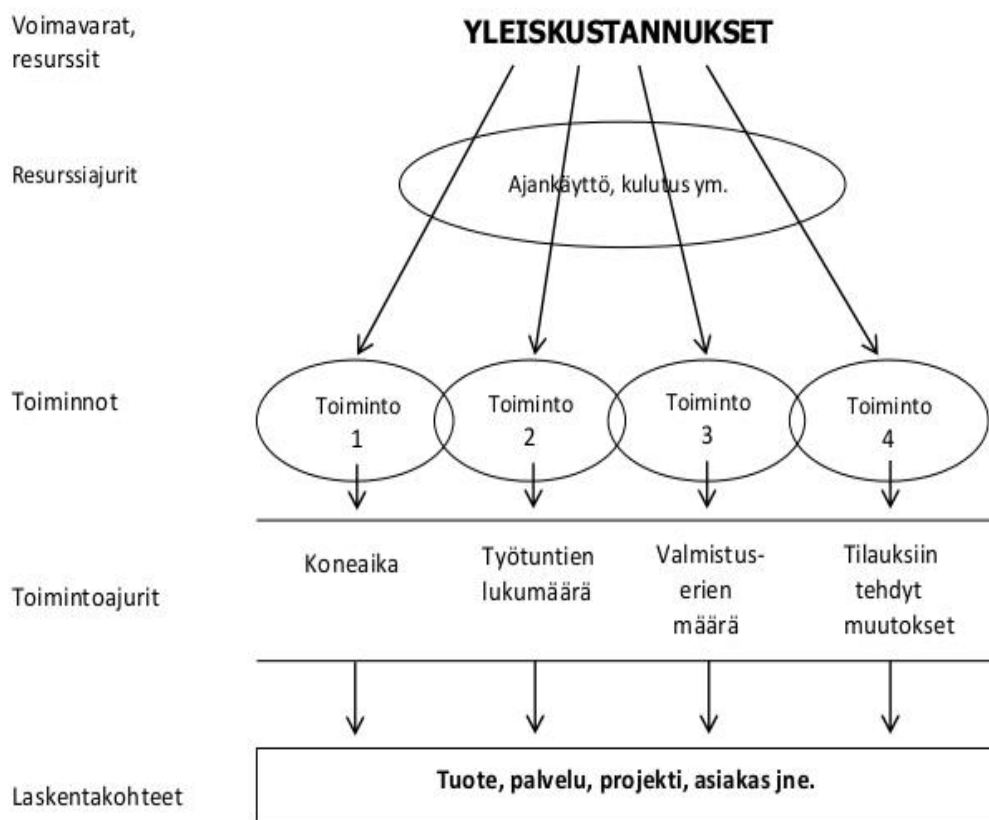 Voimavarat,
resurssit
YLEISKUSTANNUKSET
Resurssiajurit
Ajankäyttö, kulutus ym.
Toiminnot
Toiminto
1
Toiminto
2
Toiminto
3
Toiminto
4
Toimintoajurit
Koneaika
Työtuntien
lukumäärä
Valmistus-
erien
määrä
Tilauksiin
tehdyt
muutokset
Laskentakohteet
Tuote, palvelu, projekti, asiakas jne.